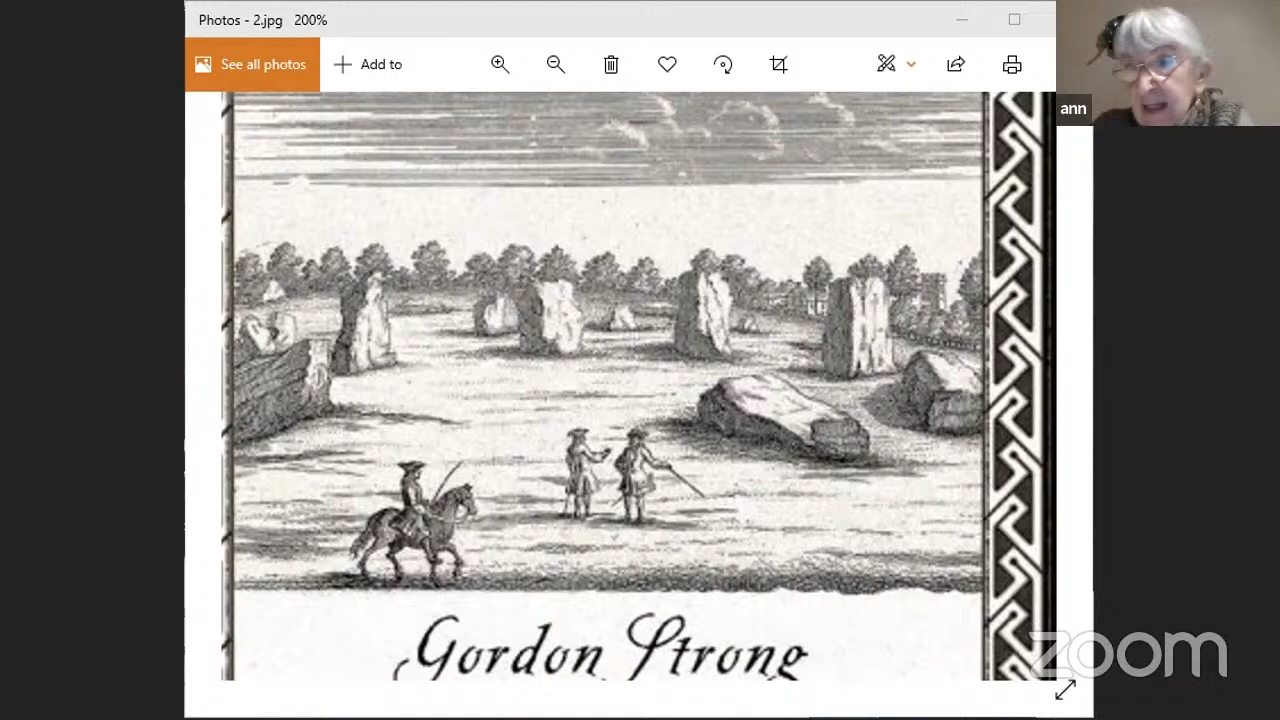 Photos - 2.jpg 200%
See all photos
Add to
ann
Gordon Strong
zoom